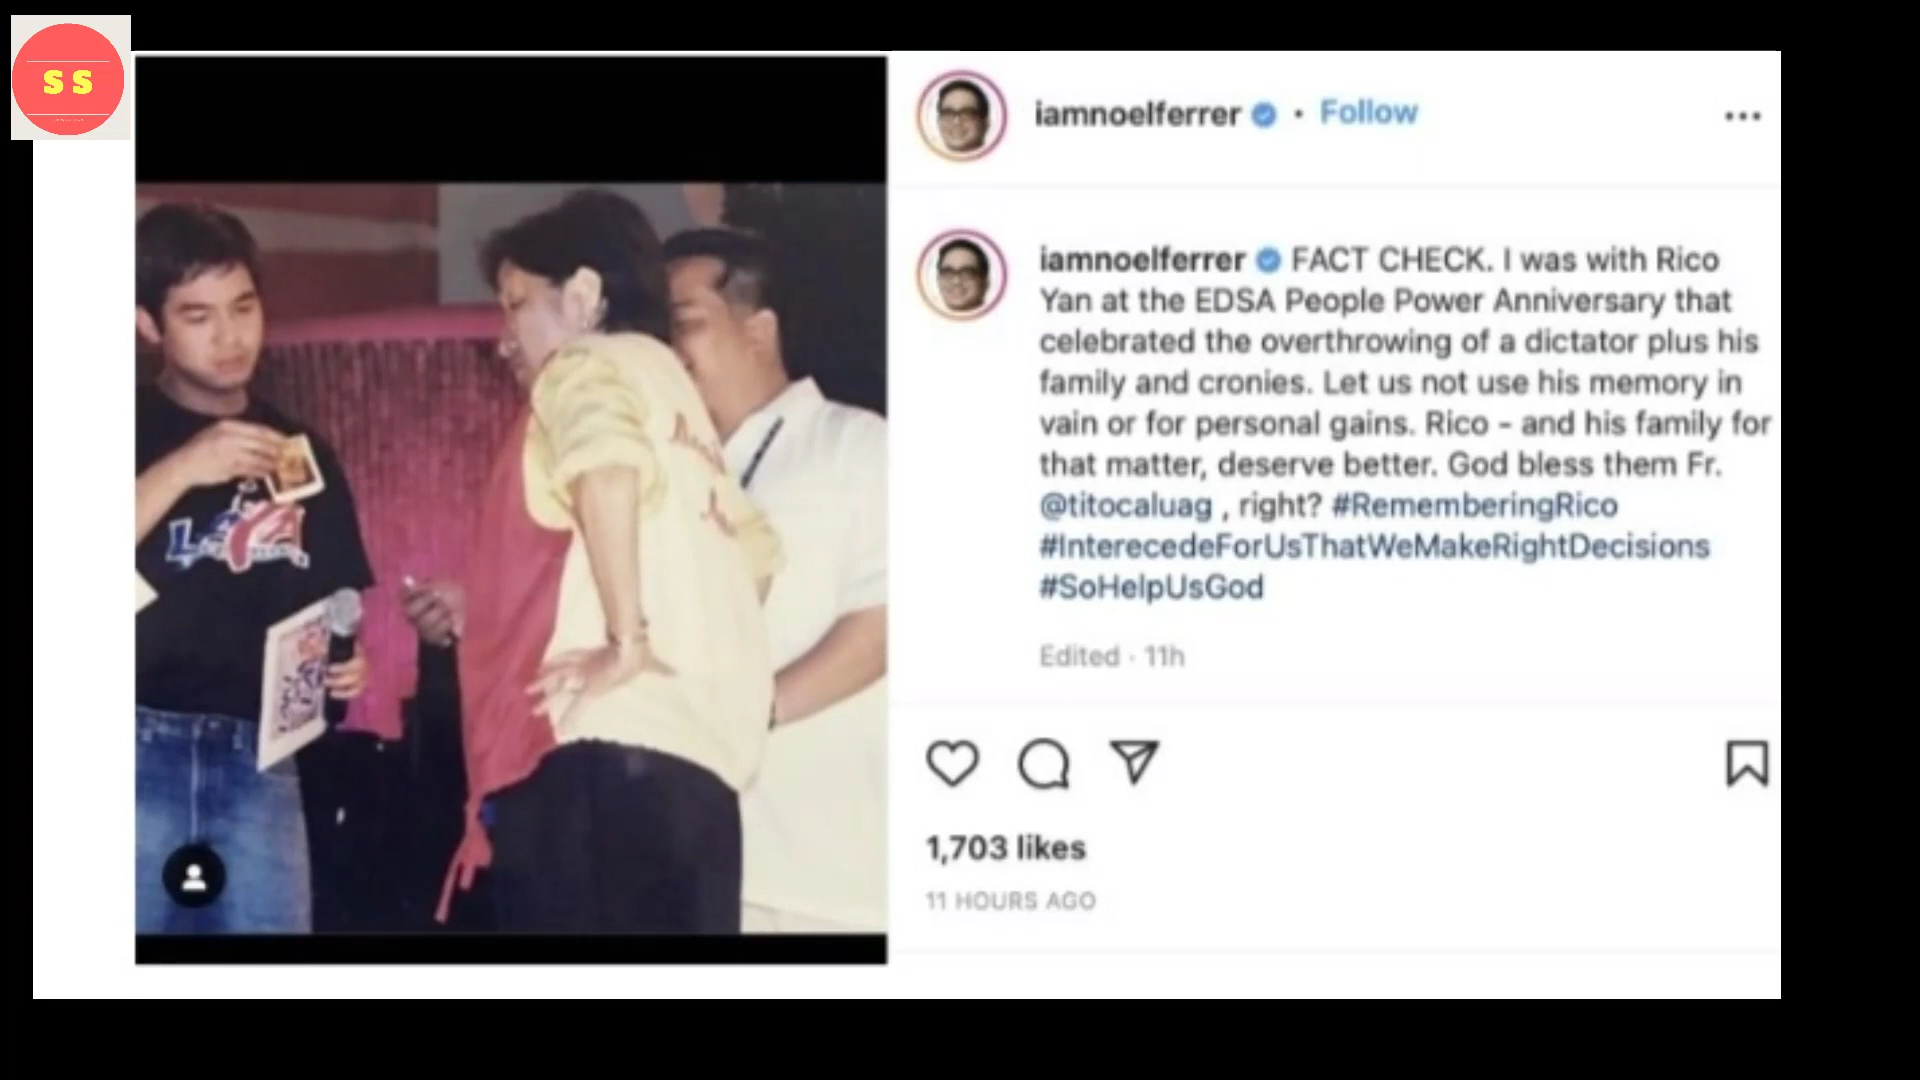 S S
iamnoelferrer • Follow
iamnoelferrer FACT CHECK. I was with Rico
Yan at the EDSA People Power Anniversary that
celebrated the overthrowing of a dictator plus his
family and cronies. Let us not use his memory in
vain or for personal gains. Rico - and his family for
that matter, deserve better. God bless them Fr.
@titocaluag , right? #RememberingRico
#InterecedeForUsThatWeMakeRightDecisions
#SoHelpUsGod
Edited · 11h
1,703 likes
11 HOURS AGO